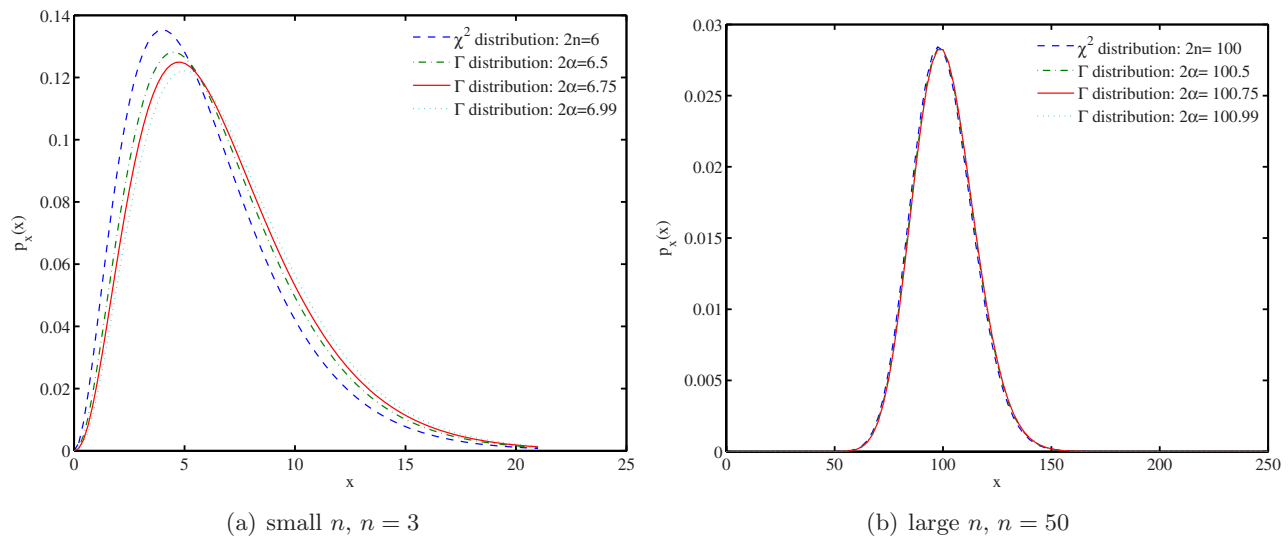 0.14
0.12
0.1
0.08
0.06
0.04
0.02
0
p_x(x)
0 5 10 15 20 25
x
χ² distribution: 2n=6
Γ distribution: 2α=6.5
Γ distribution: 2α=6.75
Γ distribution: 2α=6.99
(a) small n, n = 3
0.03
0.025
0.02
0.015
0.01
0.005
0
p_x(x)
0 50 100 150 200 250
x
χ² distribution: 2n= 100
Γ distribution: 2α= 100.5
Γ distribution: 2α= 100.75
Γ distribution: 2α= 100.99
(b) large n, n = 50